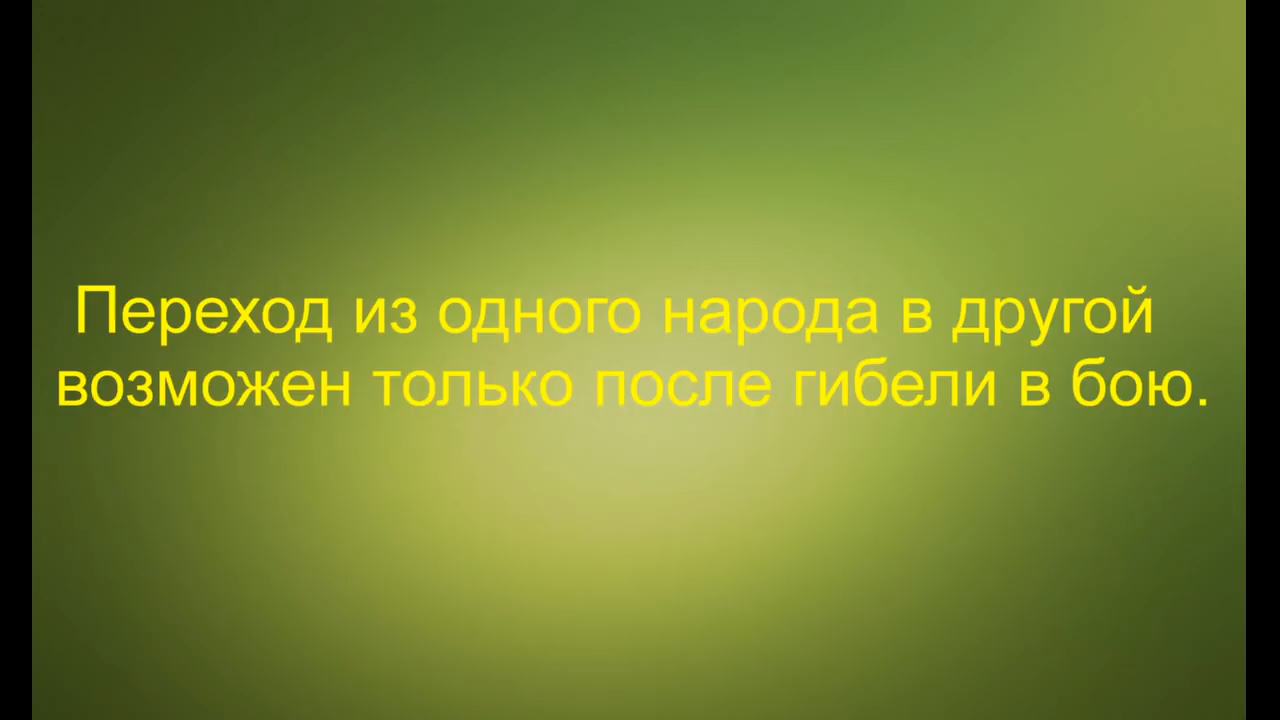 Переход из одного народа в другой
возможен только после гибели в бою.